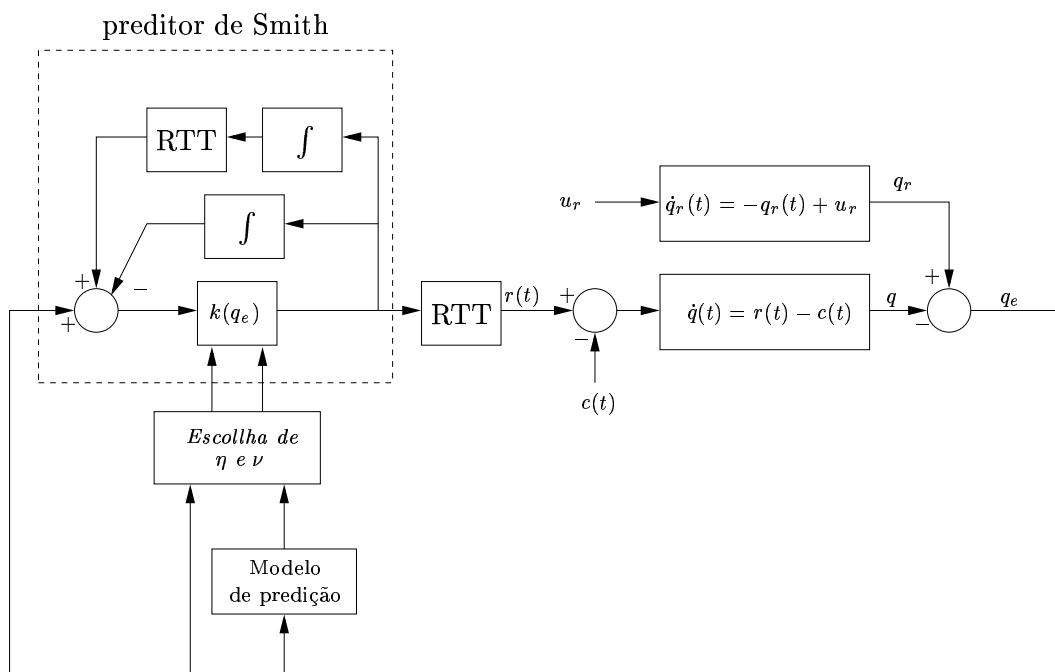 preditor de Smith
RTT
∫
∫
+
−
+
k(q_e)
RTT
r(t)
+
−
c(t)
u_r
q̇_r(t) = −q_r(t) + u_r
q_r
q̇(t) = r(t) − c(t)
q
+
−
q_e
Escollha de
η e ν
Modelo
de predição